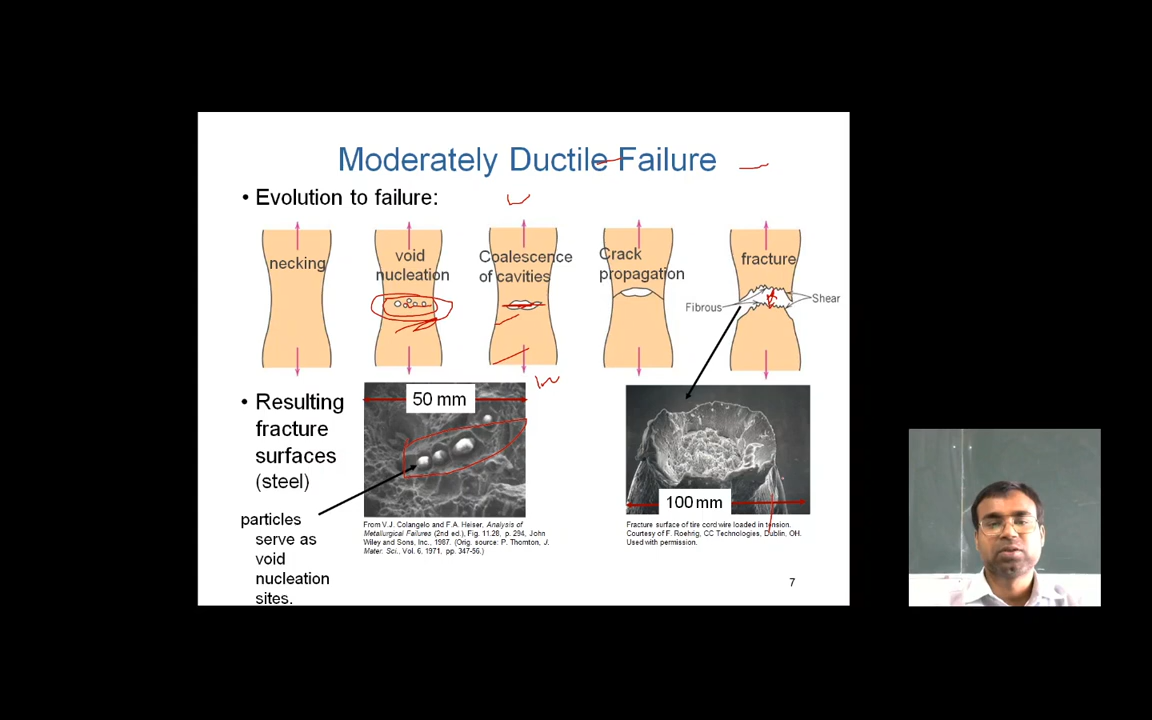 Moderately Ductile Failure
• Evolution to failure:
necking
void
nucleation
Coalescence
of cavities
Crack
propagation
fracture
Fibrous
Shear
• Resulting
fracture
surfaces
(steel)
50 mm
100 mm
particles
serve as
void
nucleation
sites.
From V.J. Colangelo and F.A. Heiser, Analysis of
Metallurgical Failures (2nd ed.), Fig. 11.28, p. 294, John
Wiley and Sons, Inc., 1987. (Orig. source: P. Thornton, J.
Mater. Sci., Vol. 6, 1971, pp. 347-56.)
Fracture surface of tire cord wire loaded in tension.
Courtesy of F. Roehrig, CC Technologies, Dublin, OH.
Used with permission.
7